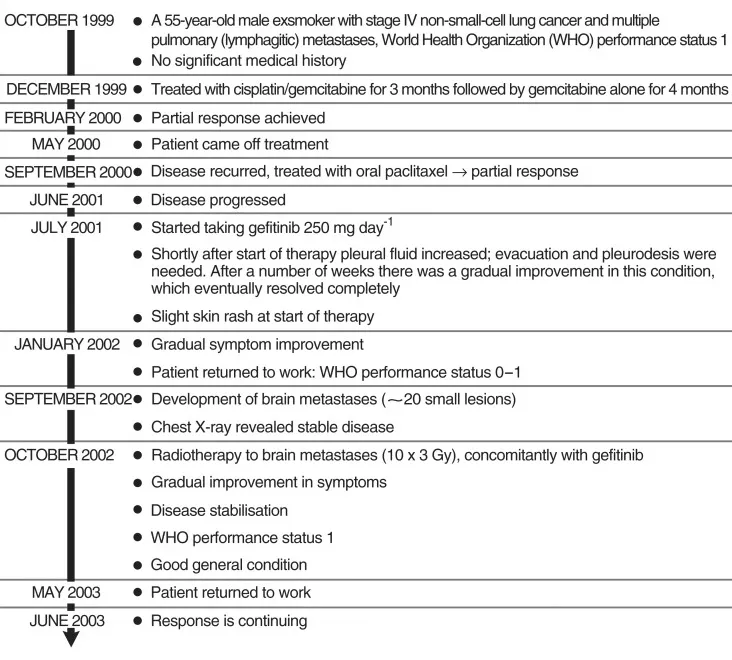 OCTOBER 1999 ● A 55-year-old male exsmoker with stage IV non-small-cell lung cancer and multiple
pulmonary (lymphagitic) metastases, World Health Organization (WHO) performance status 1
● No significant medical history
DECEMBER 1999 ● Treated with cisplatin/gemcitabine for 3 months followed by gemcitabine alone for 4 months
FEBRUARY 2000 ● Partial response achieved
MAY 2000 ● Patient came off treatment
SEPTEMBER 2000 ● Disease recurred, treated with oral paclitaxel → partial response
JUNE 2001 ● Disease progressed
JULY 2001 ● Started taking gefitinib 250 mg day-1
● Shortly after start of therapy pleural fluid increased; evacuation and pleurodesis were
needed. After a number of weeks there was a gradual improvement in this condition,
which eventually resolved completely
● Slight skin rash at start of therapy
JANUARY 2002 ● Gradual symptom improvement
● Patient returned to work: WHO performance status 0–1
SEPTEMBER 2002 ● Development of brain metastases (~20 small lesions)
● Chest X-ray revealed stable disease
OCTOBER 2002 ● Radiotherapy to brain metastases (10 x 3 Gy), concomitantly with gefitinib
● Gradual improvement in symptoms
● Disease stabilisation
● WHO performance status 1
● Good general condition
MAY 2003 ● Patient returned to work
JUNE 2003 ● Response is continuing